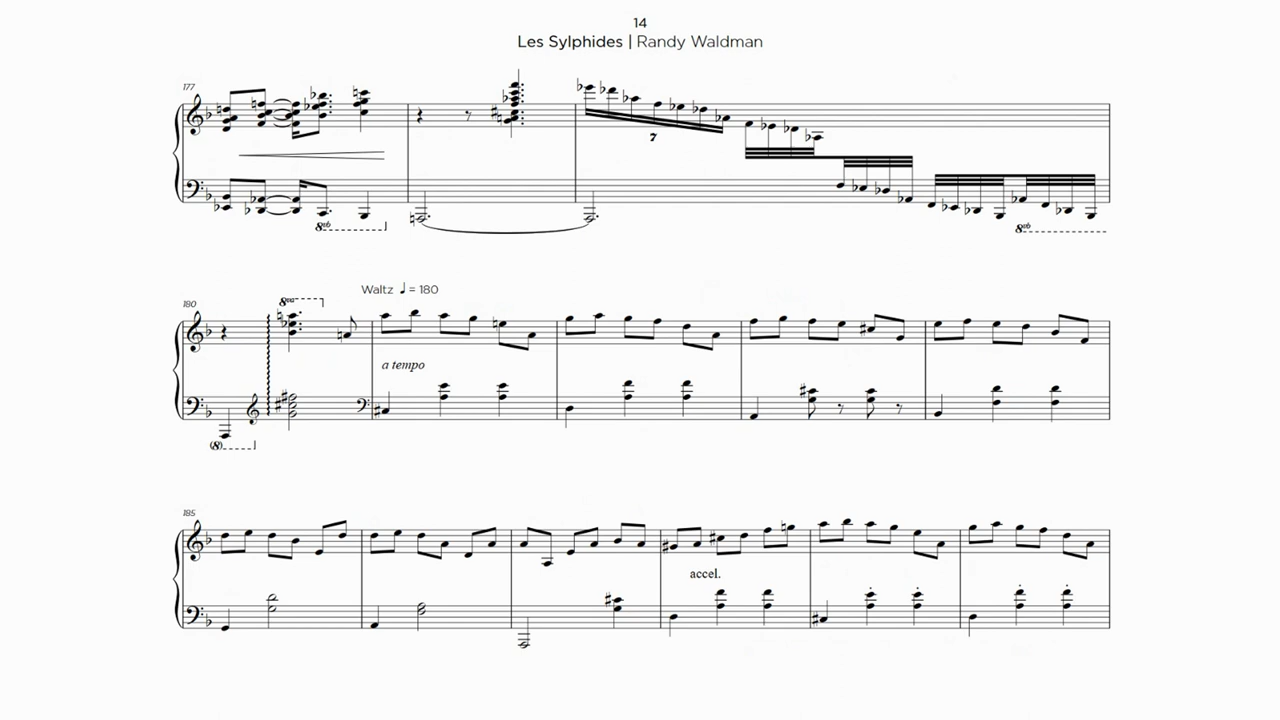 14
Les Sylphides | Randy Waldman
177
7
8vb
8vb
180
8va
Waltz ♩ = 180
a tempo
(8)
185
accel.